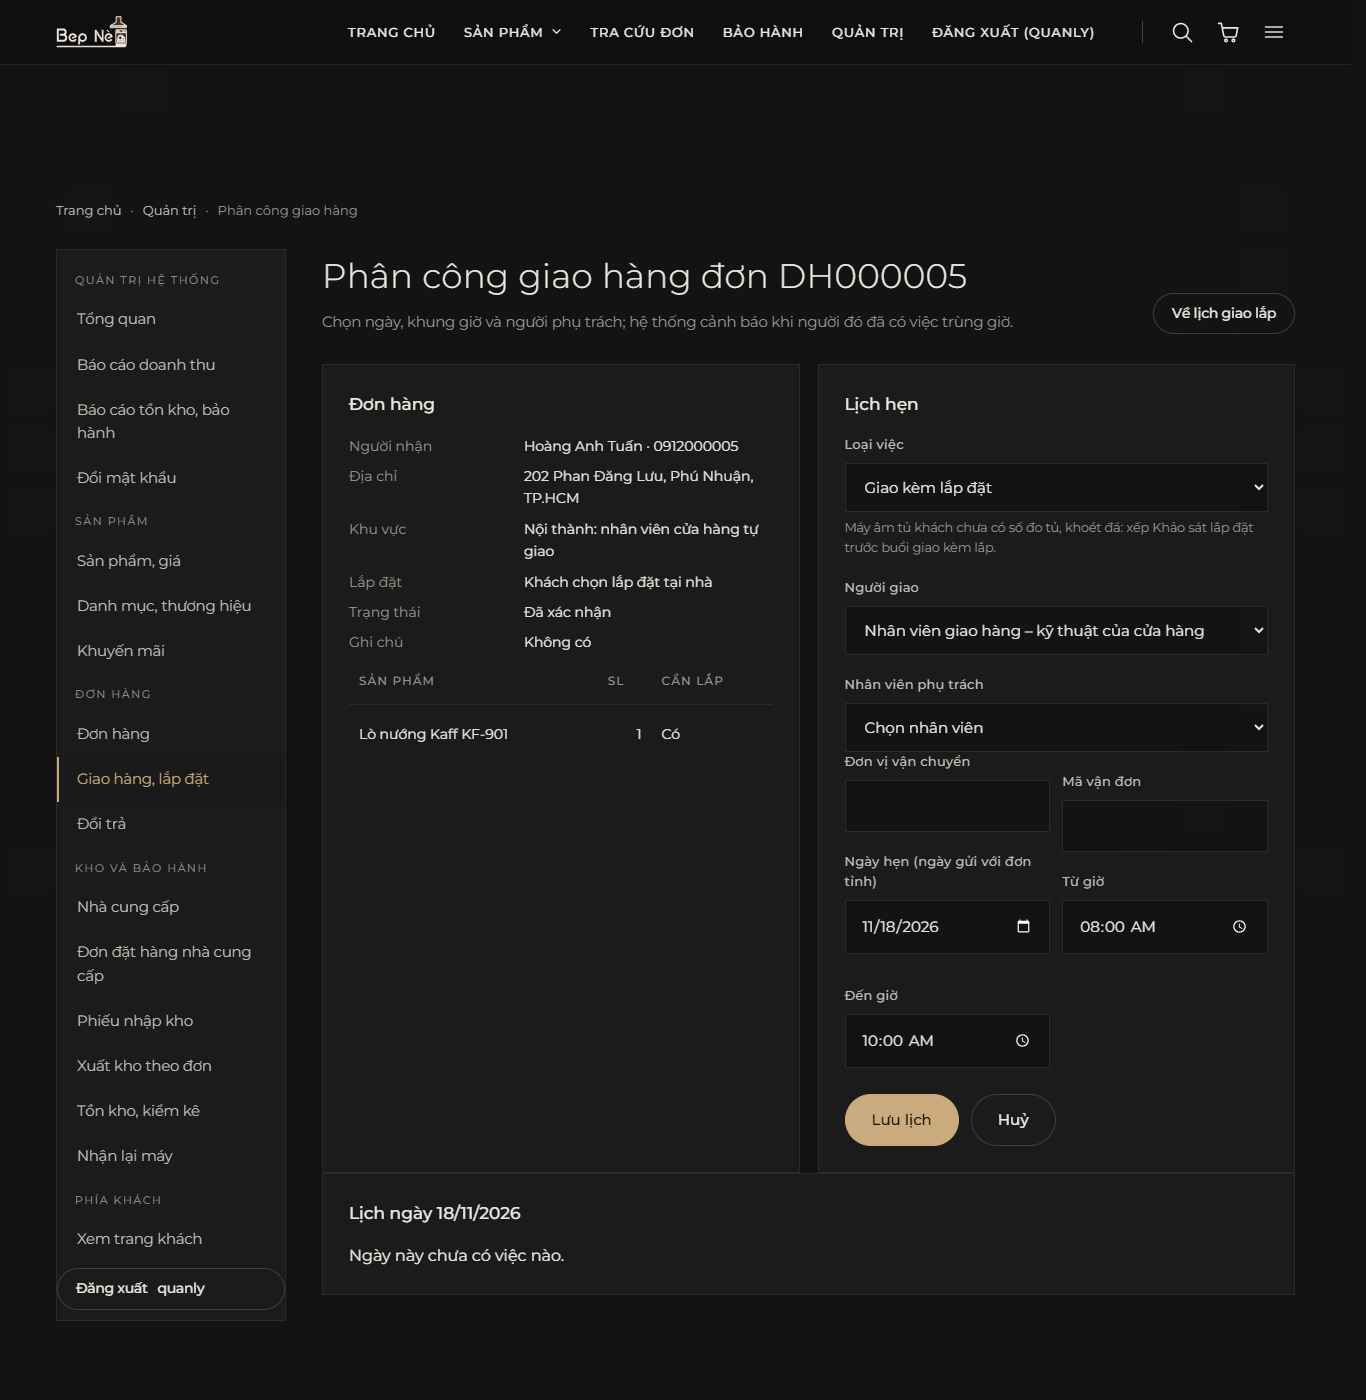 Bep Nè
TRANG CHỦ
SẢN PHẨM
TRA CỨU ĐƠN
BẢO HÀNH
QUẢN TRỊ
ĐĂNG XUẤT (QUANLY)
Trang chủ · Quản trị · Phân công giao hàng
QUẢN TRỊ HỆ THỐNG
Tổng quan
Báo cáo doanh thu
Báo cáo tồn kho, bảo
hành
Đổi mật khẩu
SẢN PHẨM
Sản phẩm, giá
Danh mục, thương hiệu
Khuyến mãi
ĐƠN HÀNG
Đơn hàng
Giao hàng, lắp đặt
Đổi trả
KHO VÀ BẢO HÀNH
Nhà cung cấp
Đơn đặt hàng nhà cung
cấp
Phiếu nhập kho
Xuất kho theo đơn
Tồn kho, kiểm kê
Nhận lại máy
PHÍA KHÁCH
Xem trang khách
Đăng xuất quanly
Phân công giao hàng đơn DH000005
Chọn ngày, khung giờ và người phụ trách; hệ thống cảnh báo khi người đó đã có việc trùng giờ.
Về lịch giao lắp
Đơn hàng
Người nhận Hoàng Anh Tuấn · 0912000005
Địa chỉ 202 Phan Đăng Lưu, Phú Nhuận,
TP.HCM
Khu vực Nội thành: nhân viên cửa hàng tự
giao
Lắp đặt Khách chọn lắp đặt tại nhà
Trạng thái Đã xác nhận
Ghi chú Không có
SẢN PHẨM SL CẦN LẮP
Lò nướng Kaff KF-901 1 Có
Lịch hẹn
Loại việc
Giao kèm lắp đặt
Máy âm tủ khách chưa có số đo tủ, khoét đá: xếp Khảo sát lắp đặt
trước buổi giao kèm lắp.
Người giao
Nhân viên giao hàng – kỹ thuật của cửa hàng
Nhân viên phụ trách
Chọn nhân viên
Đơn vị vận chuyển
Mã vận đơn
Ngày hẹn (ngày gửi với đơn
tỉnh)
Từ giờ
11/18/2026
08:00 AM
Đến giờ
10:00 AM
Lưu lịch
Huỷ
Lịch ngày 18/11/2026
Ngày này chưa có việc nào.